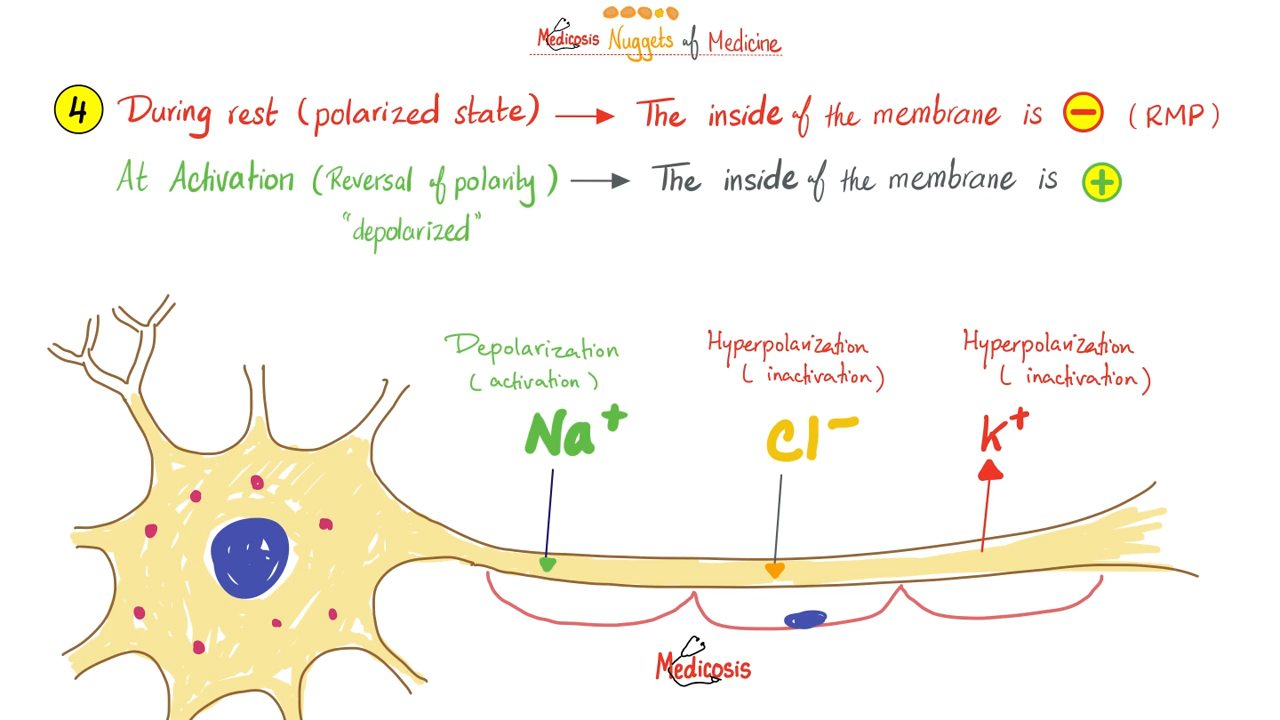 Medicosis Nuggets of Medicine
4 During rest (polarized state) → The inside of the membrane is − (RMP)
At Activation (Reversal of polarity) → The inside of the membrane is +
"depolarized"
Depolarization
(activation)
Na+
Hyperpolarization
(inactivation)
Cl−
Hyperpolarization
(inactivation)
K+
Medicosis